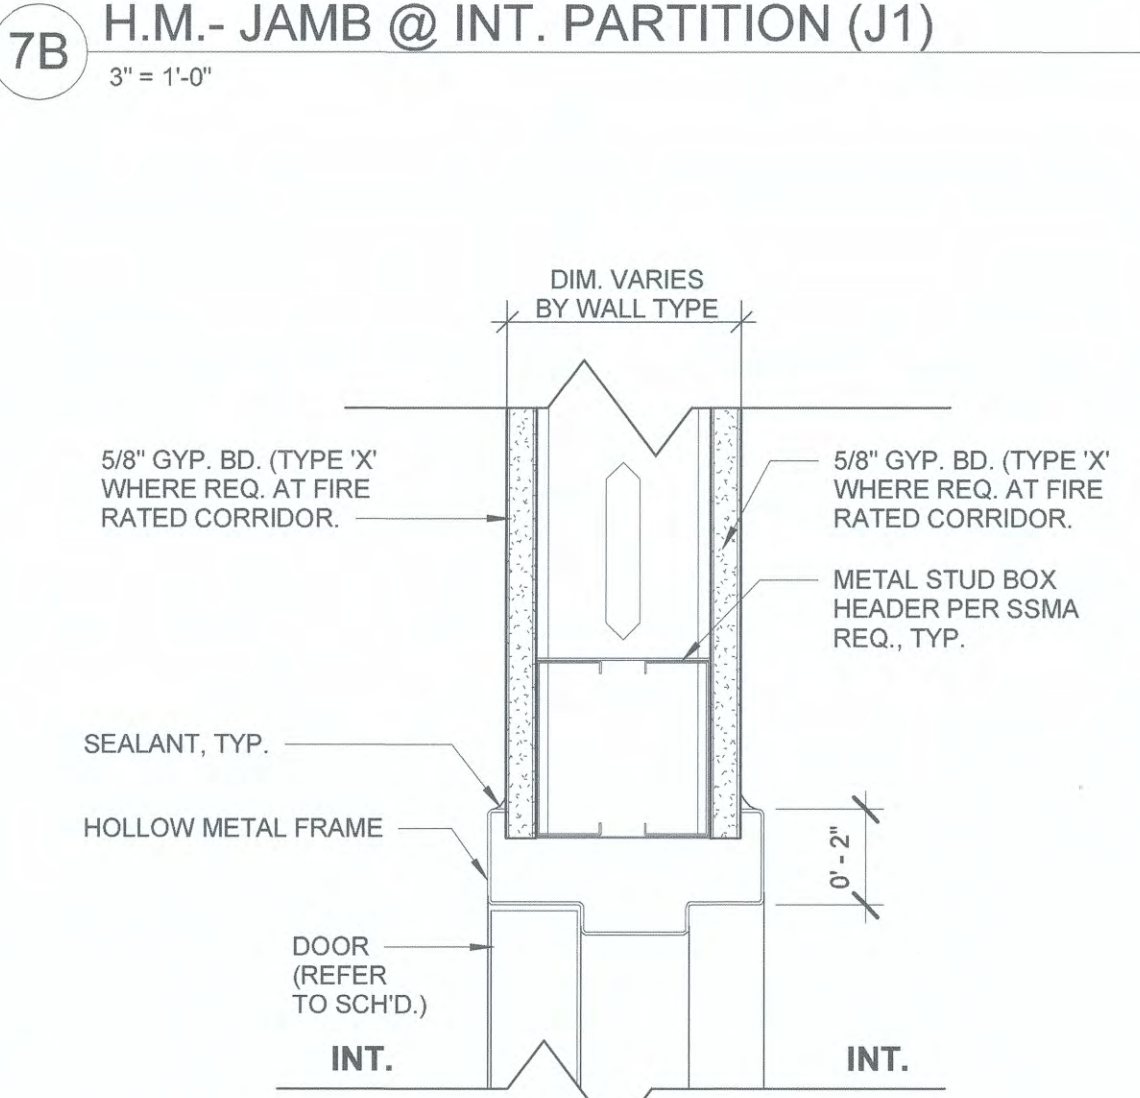 7B
H.M.- JAMB @ INT. PARTITION (J1)
3" = 1'-0"
DIM. VARIES
BY WALL TYPE
5/8" GYP. BD. (TYPE 'X'
WHERE REQ. AT FIRE
RATED CORRIDOR.
5/8" GYP. BD. (TYPE 'X'
WHERE REQ. AT FIRE
RATED CORRIDOR.
METAL STUD BOX
HEADER PER SSMA
REQ., TYP.
SEALANT, TYP.
HOLLOW METAL FRAME
0' - 2"
DOOR
(REFER
TO SCH'D.)
INT.
INT.